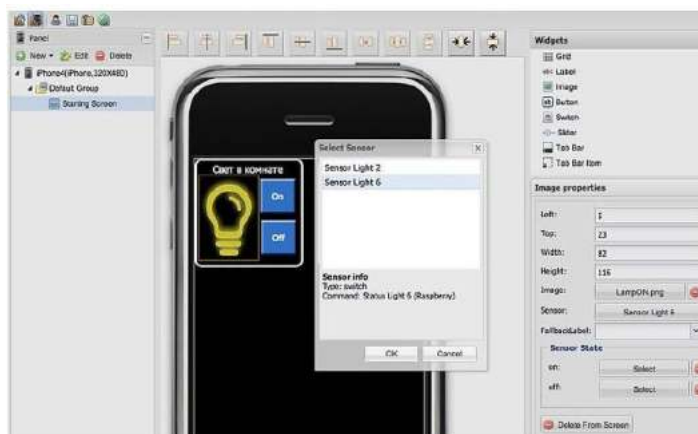 Panel
New Edit Delete
iPhone4(iPhone,320X480)
Default Group
Starting Screen
Свет в комнате
On
Off
Select Sensor
Sensor Light 2
Sensor Light 6
Sensor info
Type: switch
Command: Status Light 6 (Raspberry)
OK Cancel
Widgets
Grid
abc Label
Image
Button
Switch
Slider
Tab Bar
Tab Bar Item
Image properties
Left:
Top: 23
Width: 82
Height: 116
Image: LampON.png
Sensor: Sensor Light 6
FallbackLabel:
Sensor State
on: Select
off: Select
Delete From Screen